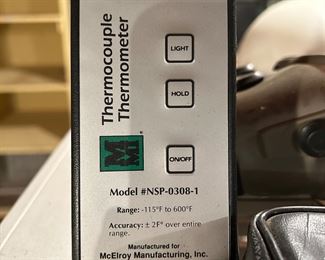 Thermocouple
Thermometer
MMI
LIGHT
HOLD
ON/OFF
Model #NSP-0308-1
Range: -115°F to 600°F
Accuracy: ± 2F° over entire
range.
Manufactured for
McElroy Manufacturing, Inc.